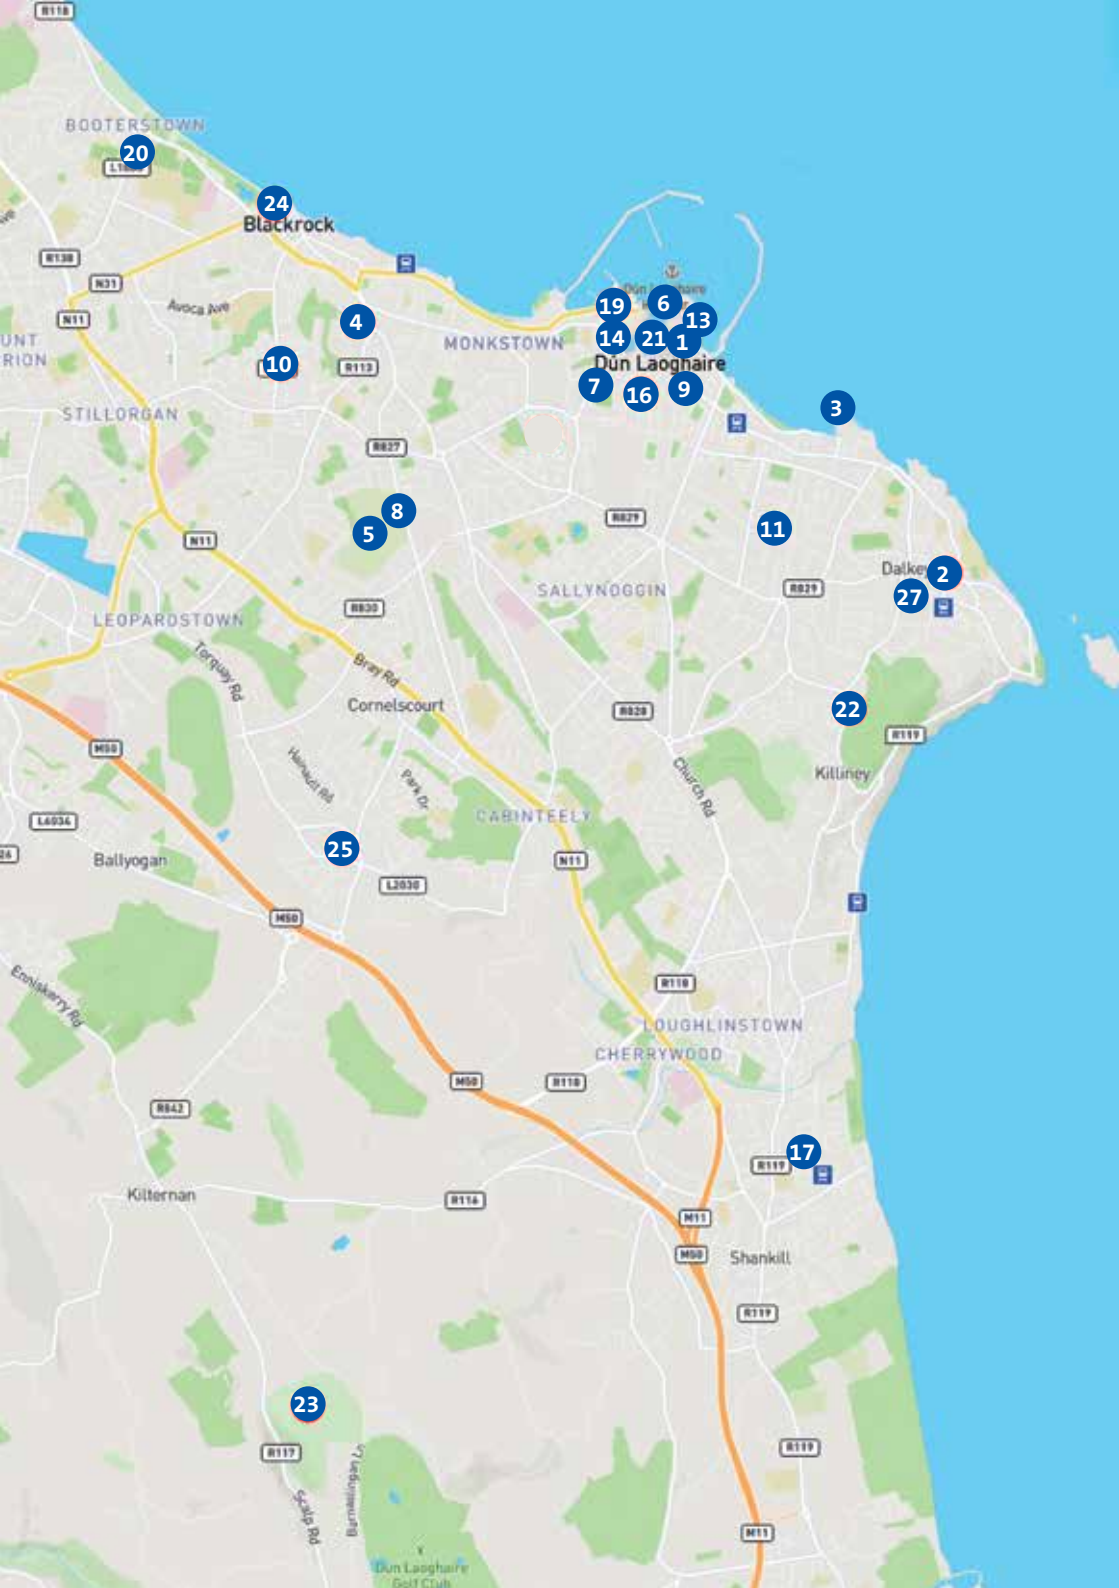 R118
BOOTERSTOWN
20
24
Blackrock
R138
N31
Avoca Ave
N11
4
19
6
13
14
21
1
MONKSTOWN
Dún Laoghaire
10
R113
7
16
9
3
STILLORGAN
R827
8
5
R829
11
N11
Dalkey
2
27
R829
SALLYNOGGIN
R830
LEOPARDSTOWN
Torquay Rd
Bray Rd
Cornelscourt
R828
22
R119
M50
Hainault Rd
Park Dr
Church Rd
Killiney
L4034
CABINTEELY
25
Ballyogan
N11
L2030
M50
Enniskerry Rd
R118
LOUGHLINSTOWN
CHERRYWOOD
M50
R118
R842
17
R119
Kilternan
R116
M11
M50
Shankill
R119
23
R117
Barnaslingan Ln
R119
Scalp Rd
M11
Dun Laoghaire
Golf Club